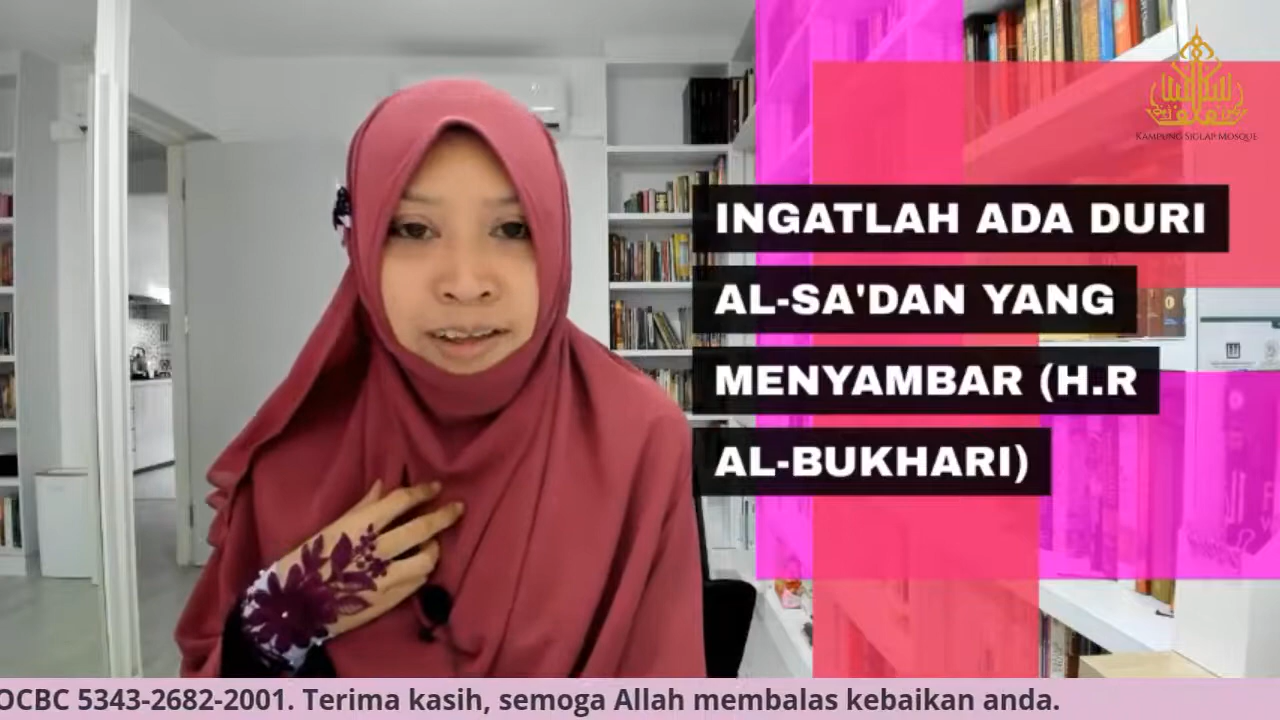 KAMPUNG SIGLAP MOSQUE
INGATLAH ADA DURI
AL-SA'DAN YANG
MENYAMBAR (H.R
AL-BUKHARI)
OCBC 5343-2682-2001. Terima kasih, semoga Allah membalas kebaikan anda.